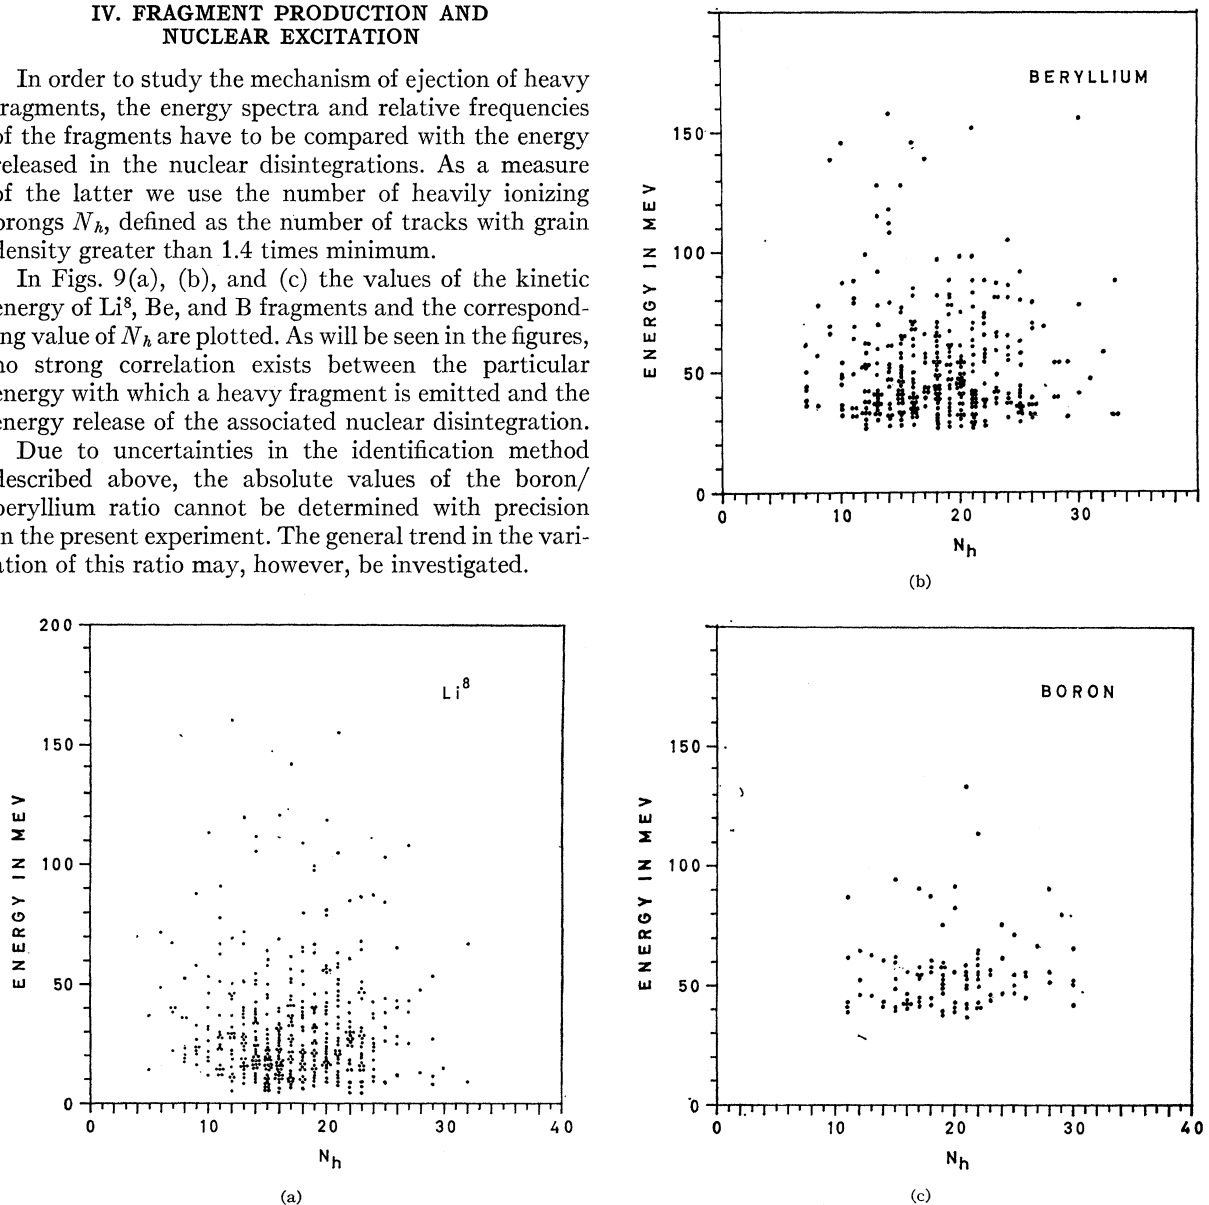 IV. FRAGMENT PRODUCTION AND
NUCLEAR EXCITATION
In order to study the mechanism of ejection of heavy
fragments, the energy spectra and relative frequencies
of the fragments have to be compared with the energy
released in the nuclear disintegrations. As a measure
of the latter we use the number of heavily ionizing
prongs Nh, defined as the number of tracks with grain
density greater than 1.4 times minimum.
In Figs. 9(a), (b), and (c) the values of the kinetic
energy of Li⁸, Be, and B fragments and the correspond-
ing value of Nh are plotted. As will be seen in the figures,
no strong correlation exists between the particular
energy with which a heavy fragment is emitted and the
energy release of the associated nuclear disintegration.
Due to uncertainties in the identification method
described above, the absolute values of the boron/
beryllium ratio cannot be determined with precision
in the present experiment. The general trend in the vari-
ation of this ratio may, however, be investigated.
BERYLLIUM
150
100
50
0
ENERGY IN MEV
0 10 20 30
Nh
(b)
200
150
100
50
0
ENERGY IN MEV
Li⁸
0 10 20 30 40
Nh
(a)
BORON
150
100
50
0
ENERGY IN MEV
0 10 20 30 40
Nh
(c)